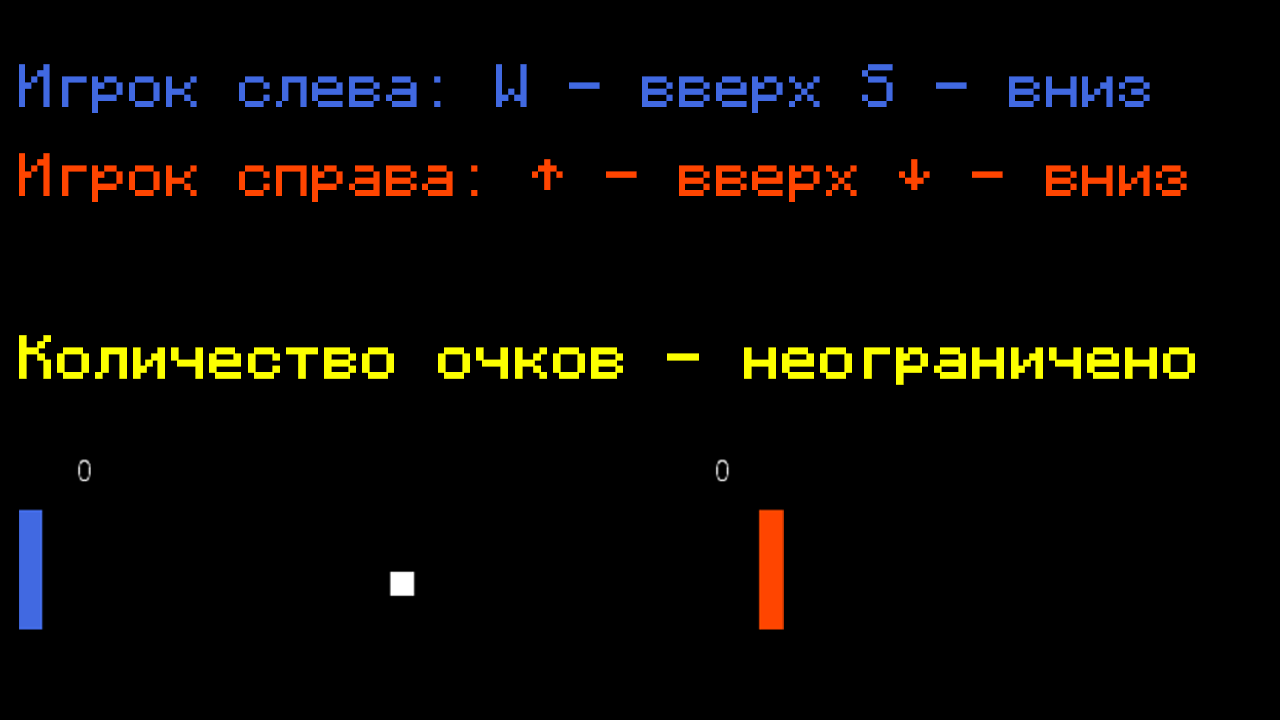 Игрок слева: W - вверх S - вниз
Игрок справа: ↑ - вверх ↓ - вниз
Количество очков - неограничено
0 0